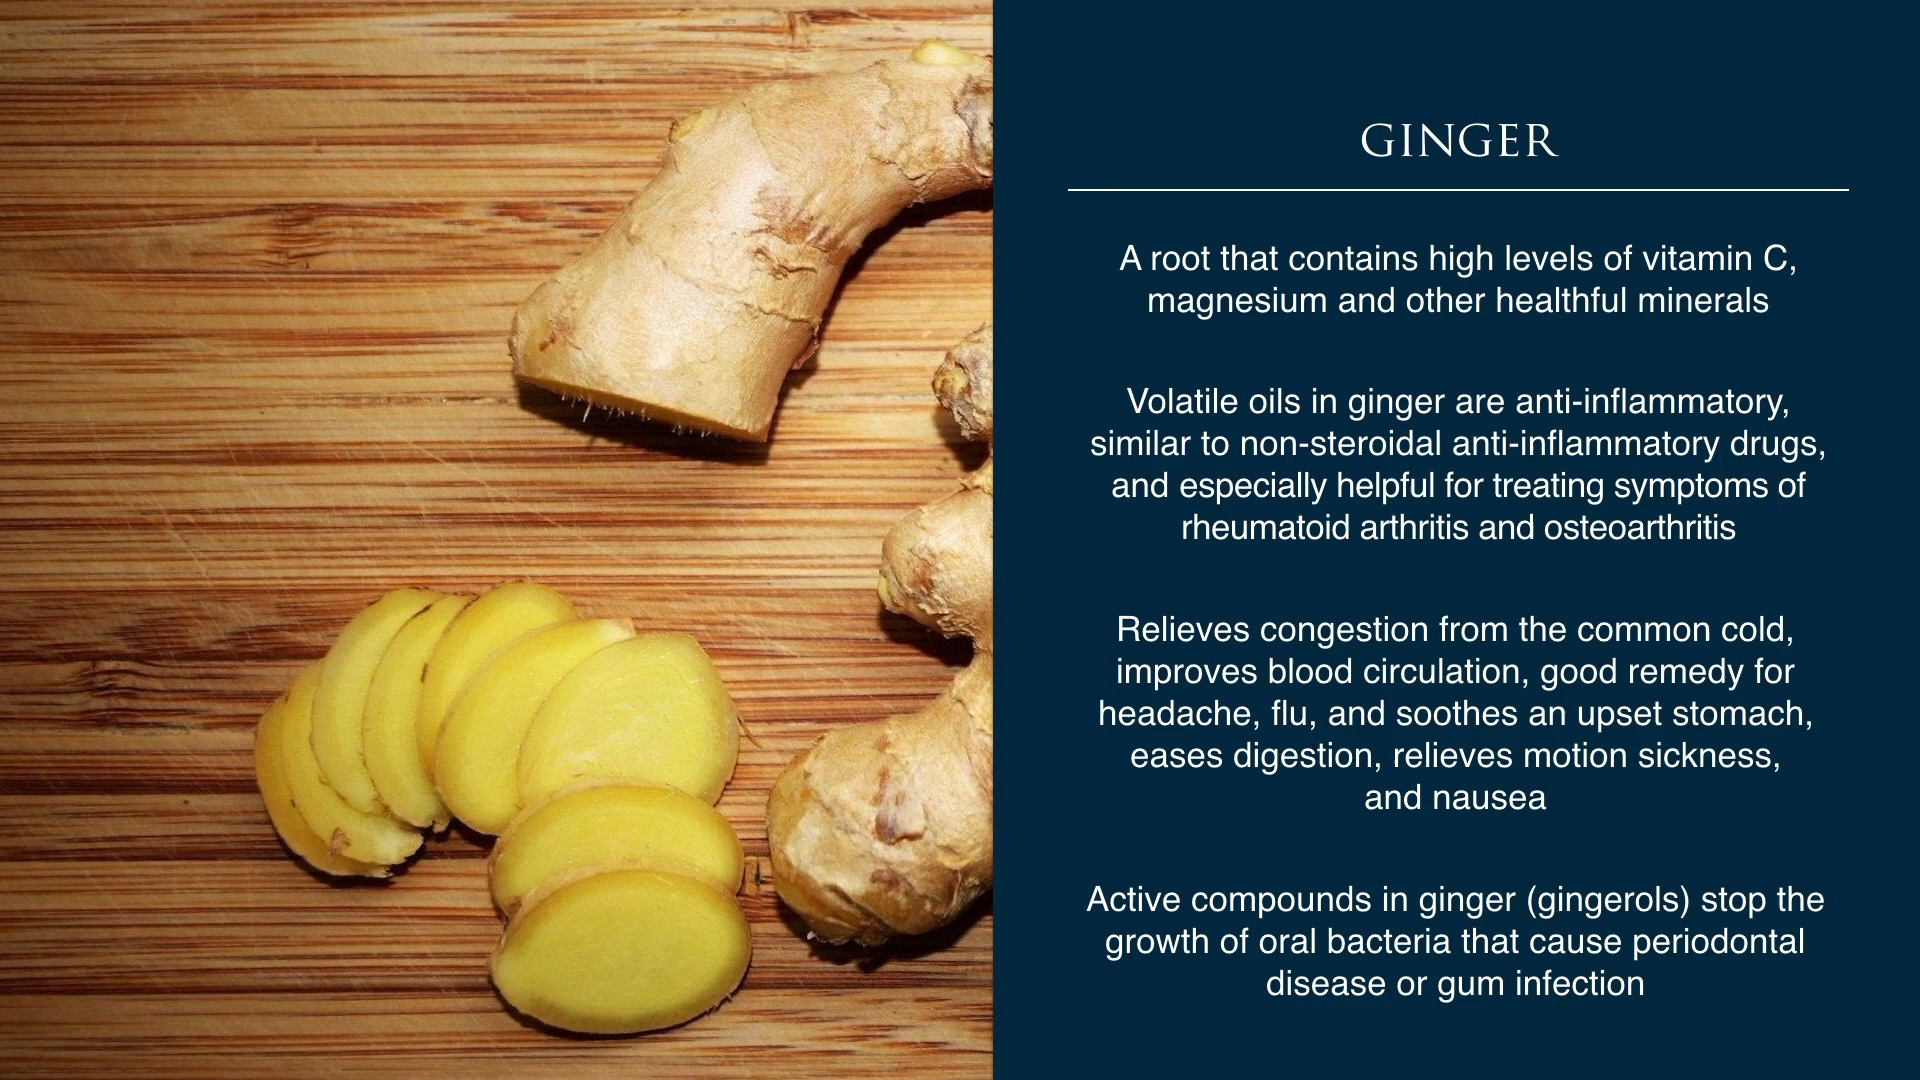 GINGER
A root that contains high levels of vitamin C,
magnesium and other healthful minerals
Volatile oils in ginger are anti-inflammatory,
similar to non-steroidal anti-inflammatory drugs,
and especially helpful for treating symptoms of
rheumatoid arthritis and osteoarthritis
Relieves congestion from the common cold,
improves blood circulation, good remedy for
headache, flu, and soothes an upset stomach,
eases digestion, relieves motion sickness,
and nausea
Active compounds in ginger (gingerols) stop the
growth of oral bacteria that cause periodontal
disease or gum infection